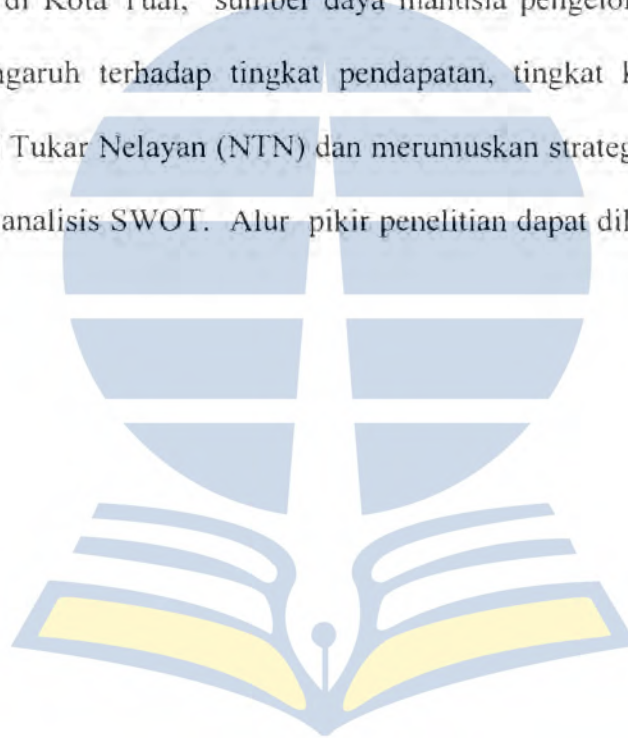 di Kota Tual, sumber daya manusia
terhadap tingkat pendapatan, tingkat
Tukar Nelayan (NTN) dan merumuskan
analisis SWOT. Alur pikir penelitian dapat